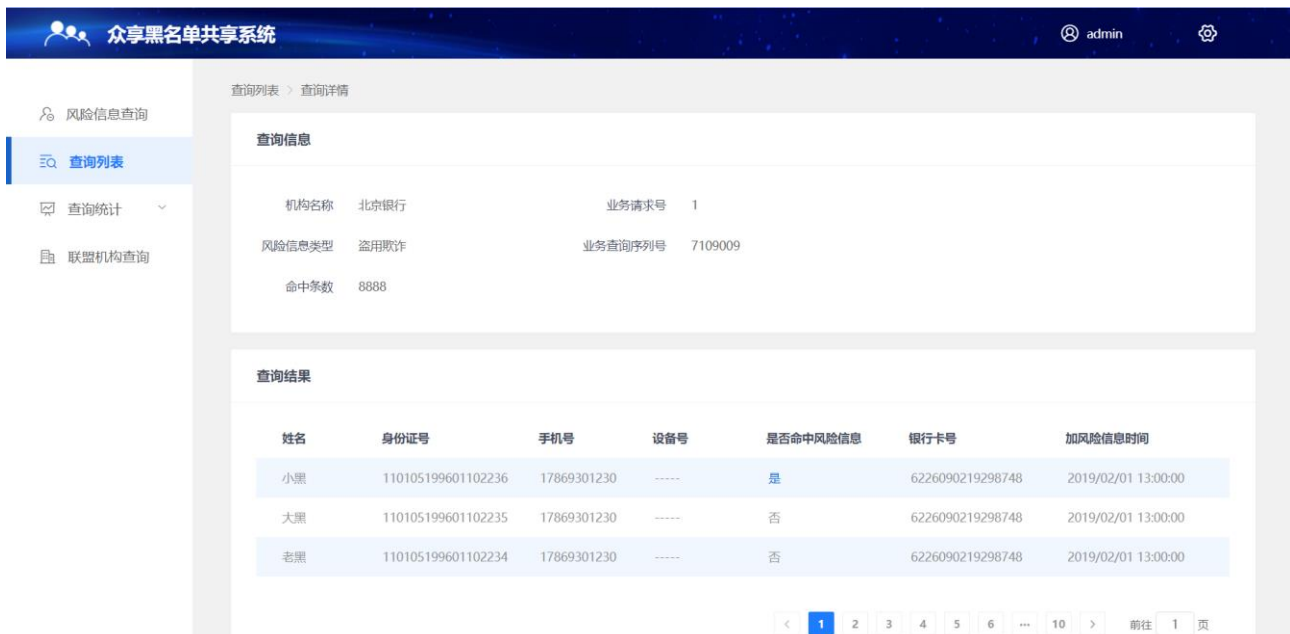 众享黑名单共享系统 admin
查询列表 > 查询详情
风险信息查询
查询列表
查询统计
联盟机构查询
查询信息
机构名称 北京银行 业务请求号 1
风险信息类型 盗用欺诈 业务查询序列号 7109009
命中条数 8888
查询结果
姓名 身份证号 手机号 设备号 是否命中风险信息 银行卡号 加风险信息时间
小黑 110105199601102236 17869301230 ----- 是 6226090219298748 2019/02/01 13:00:00
大黑 110105199601102235 17869301230 ----- 否 6226090219298748 2019/02/01 13:00:00
老黑 110105199601102234 17869301230 ----- 否 6226090219298748 2019/02/01 13:00:00
< 1 2 3 4 5 6 ··· 10 > 前往 1 页